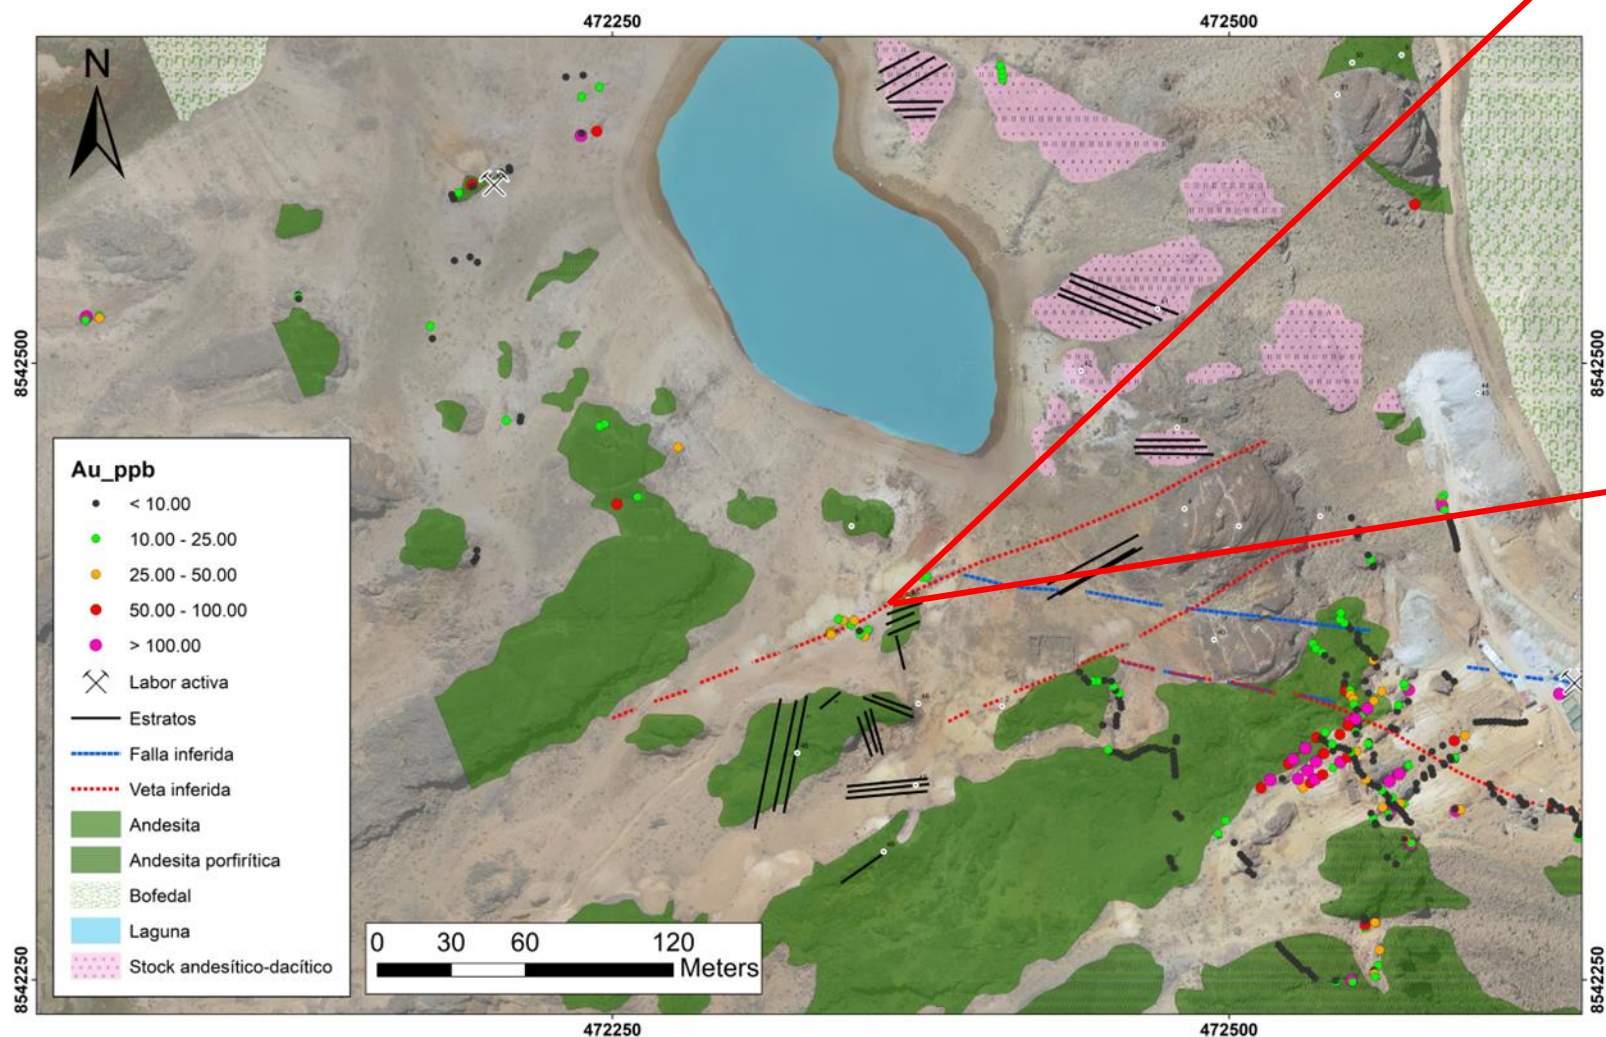 472250 472500
N
8542500 8542500
Au_ppb
< 10.00
10.00 - 25.00
25.00 - 50.00
50.00 - 100.00
> 100.00
Labor activa
Estratos
Falla inferida
Veta inferida
Andesita
Andesita porfirítica
Bofedal
Laguna
Stock andesítico-dacítico
0 30 60 120
Meters
8542250 8542250
472250 472500